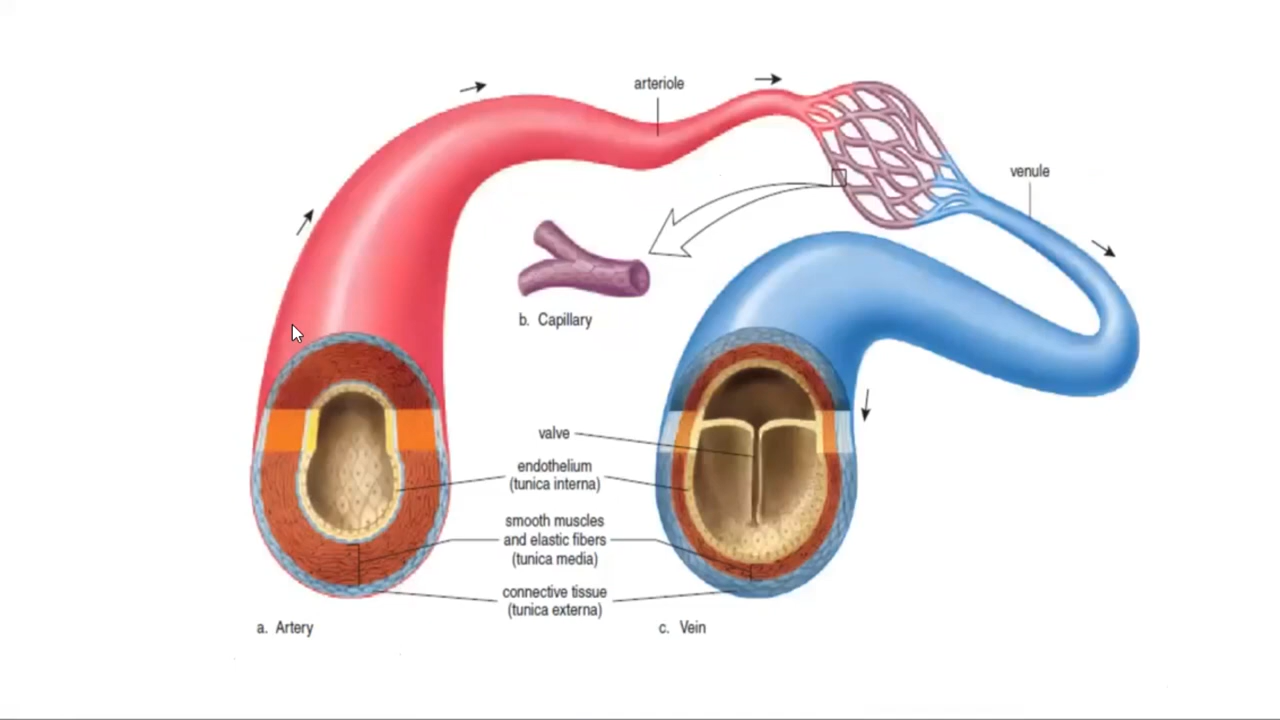 arteriole
venule
b. Capillary
valve
endothelium
(tunica interna)
smooth muscles
and elastic fibers
(tunica media)
connective tissue
(tunica externa)
a. Artery
c. Vein